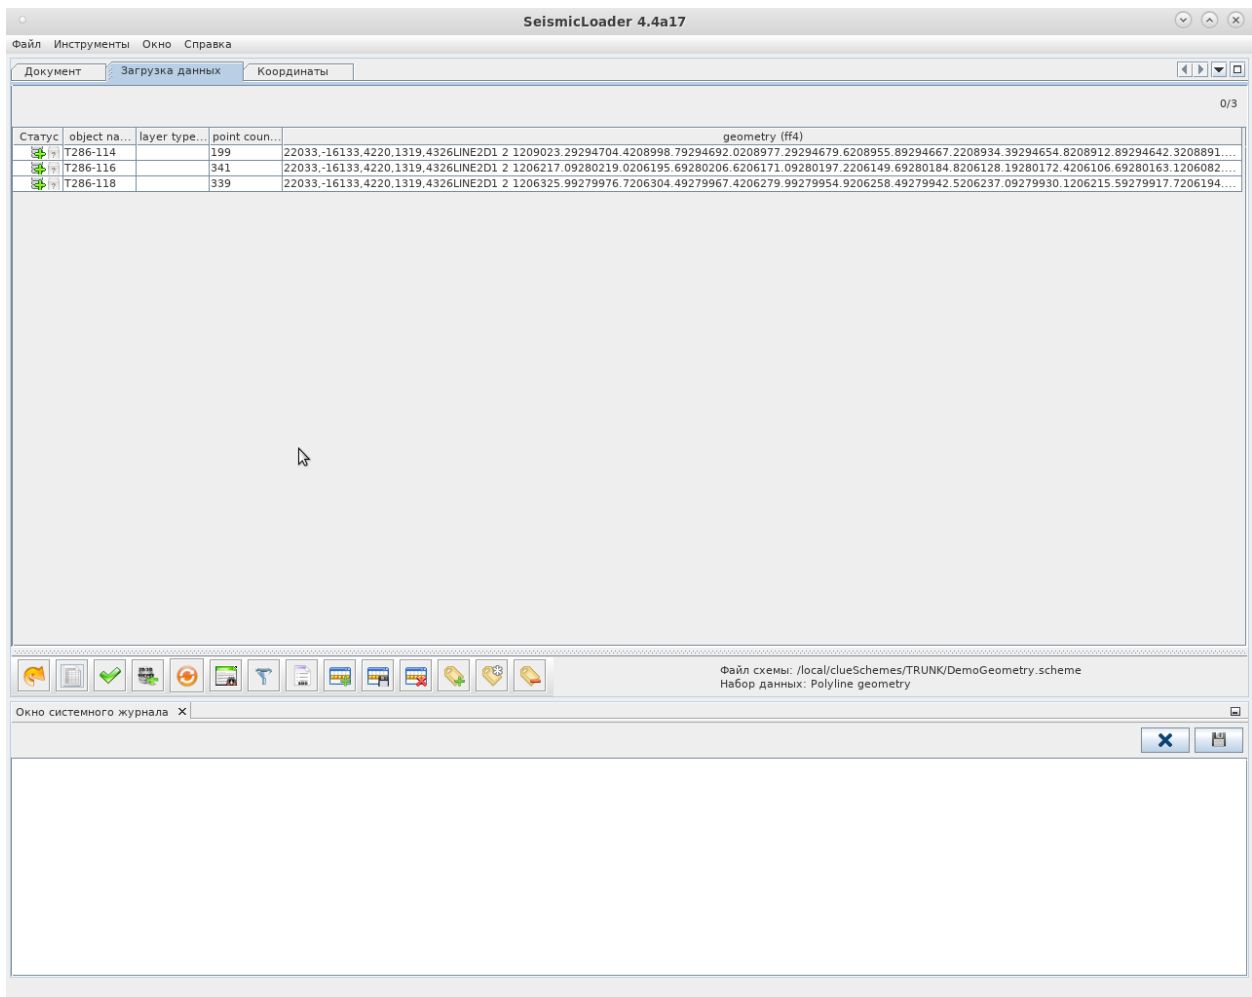 SeismicLoader 4.4a17
Файл Инструменты Окно Справка
Документ Загрузка данных Координаты
0/3
Статус object na... layer type... point coun... geometry (ff4)
T286-114 199 22033,-16133,4220,1319,4326LINE2D1 2 1209023.29294704.4208998.79294692.0208977.29294679.6208955.89294667.2208934.39294654.8208912.89294642.3208891....
T286-116 341 22033,-16133,4220,1319,4326LINE2D1 2 1206217.09280219.0206195.69280206.6206171.09280197.2206149.69280184.8206128.19280172.4206106.69280163.1206082....
T286-118 339 22033,-16133,4220,1319,4326LINE2D1 2 1206325.99279976.7206304.49279967.4206279.99279954.9206258.49279942.5206237.09279930.1206215.59279917.7206194....
Файл схемы: /local/clueSchemes/TRUNK/DemoGeometry.scheme
Набор данных: Polyline geometry
Окно системного журнала X